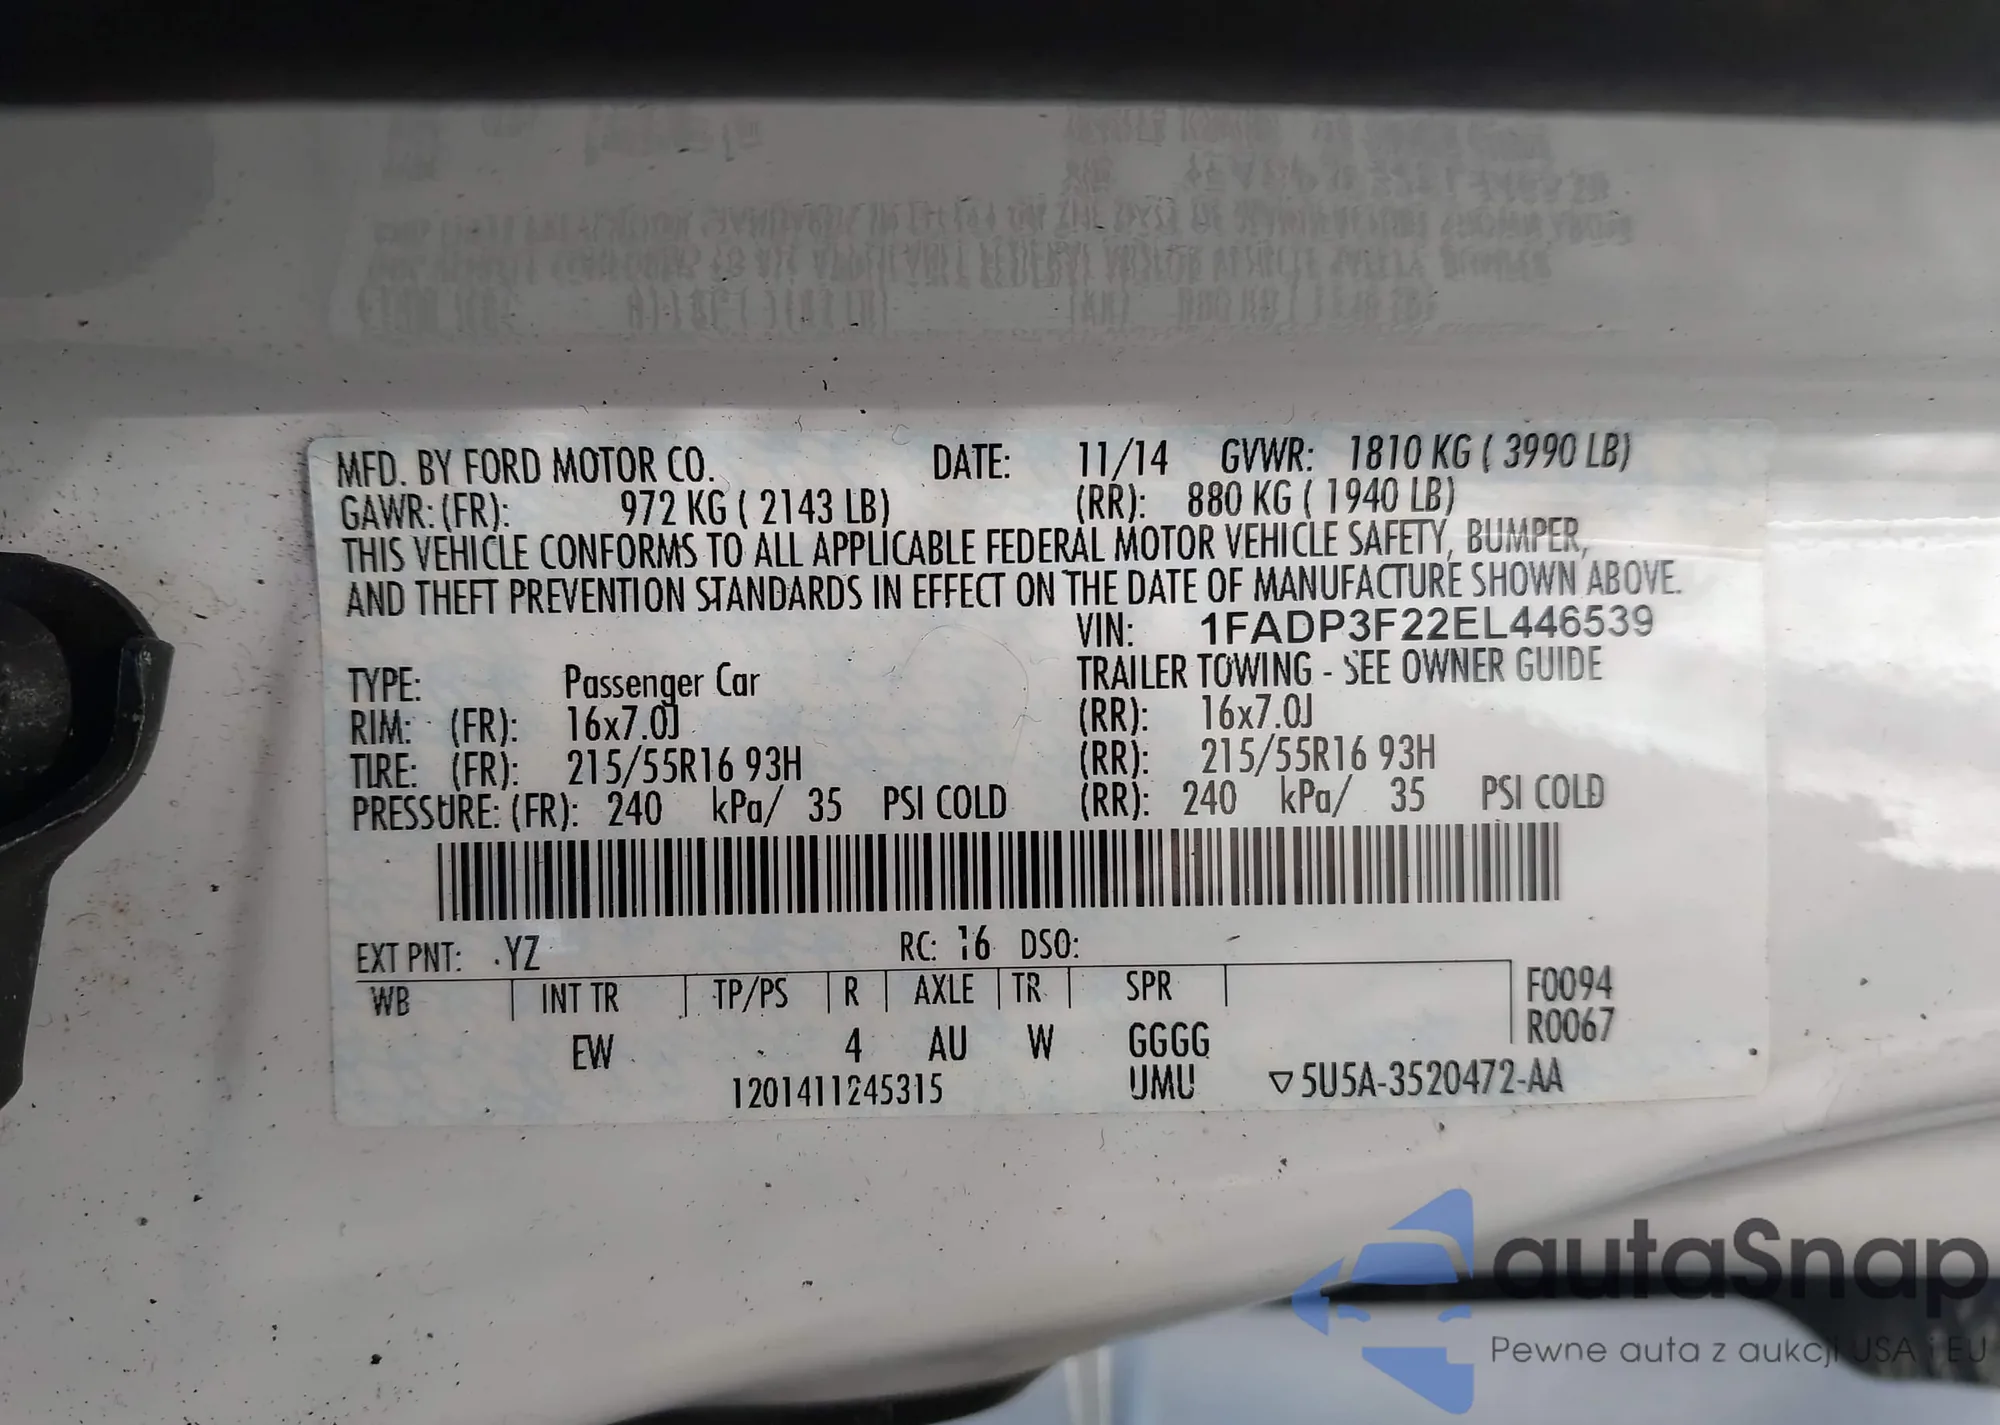 MFD. BY FORD MOTOR CO. DATE: 11/14 GVWR: 1810 KG ( 3990 LB)
GAWR: (FR): 972 KG ( 2143 LB) (RR): 880 KG ( 1940 LB)
THIS VEHICLE CONFORMS TO ALL APPLICABLE FEDERAL MOTOR VEHICLE SAFETY, BUMPER,
AND THEFT PREVENTION STANDARDS IN EFFECT ON THE DATE OF MANUFACTURE SHOWN ABOVE.
VIN: 1FADP3F22EL446539
TYPE: Passenger Car TRAILER TOWING - SEE OWNER GUIDE
RIM: (FR): 16x7.0J (RR): 16x7.0J
TIRE: (FR): 215/55R16 93H (RR): 215/55R16 93H
PRESSURE: (FR): 240 kPa/ 35 PSI COLD (RR): 240 kPa/ 35 PSI COLD
EXT PNT: YZ RC: 16 DSO:
WB INT TR TP/PS R AXLE TR SPR F0094
EW 4 AU W GGGG R0067
1201411245315 UMU ▽5U5A-3520472-AA
autaSnap
Pewne auta z aukcji USA i EU